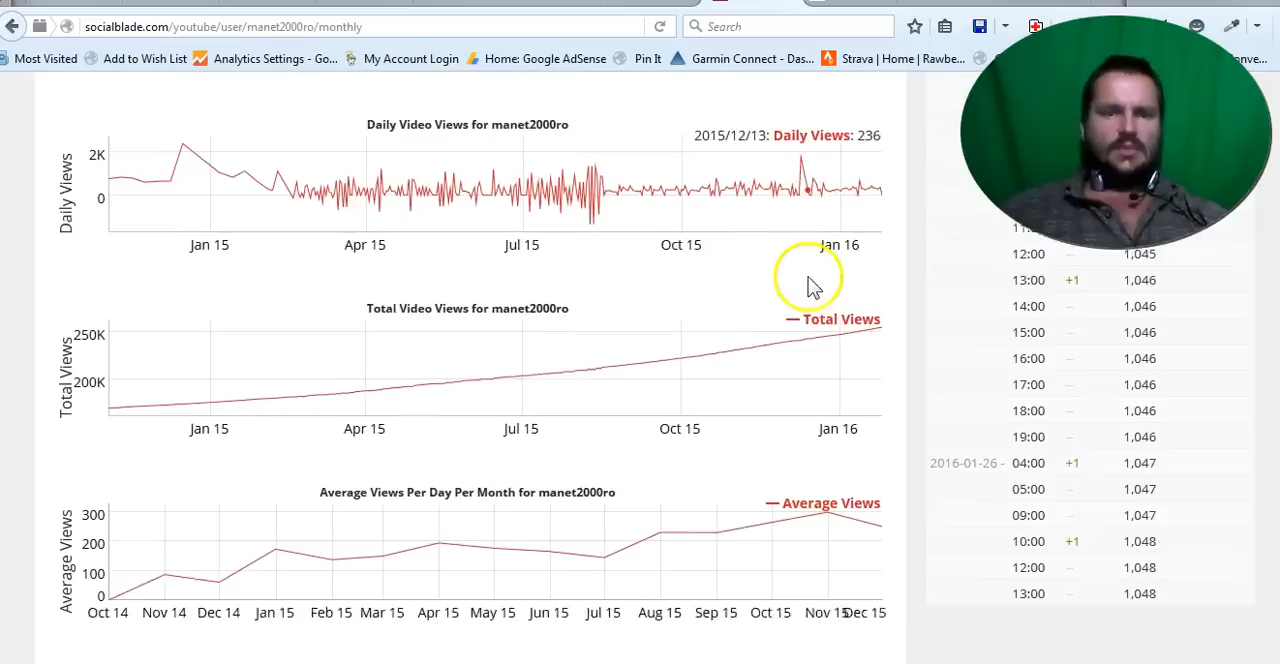 socialblade.com/youtube/user/manet2000ro/monthly
Search
Most Visited Add to Wish List Analytics Settings - Go... My Account Login Home: Google AdSense Pin It Garmin Connect - Das... Strava | Home | Rawbe... onve...
Daily Video Views for manet2000ro
2015/12/13: Daily Views: 236
Daily Views
2K
0
Jan 15 Apr 15 Jul 15 Oct 15 Jan 16
Total Video Views for manet2000ro
Total Views
Total Views
250K
200K
Jan 15 Apr 15 Jul 15 Oct 15 Jan 16
Average Views Per Day Per Month for manet2000ro
Average Views
Average Views
300
200
100
0
Oct 14 Nov 14 Dec 14 Jan 15 Feb 15 Mar 15 Apr 15 May 15 Jun 15 Jul 15 Aug 15 Sep 15 Oct 15 Nov 15 Dec 15
12:00 – 1,045
13:00 +1 1,046
14:00 – 1,046
15:00 – 1,046
16:00 – 1,046
17:00 – 1,046
18:00 – 1,046
19:00 – 1,046
2016-01-26 - 04:00 +1 1,047
05:00 – 1,047
09:00 – 1,047
10:00 +1 1,048
12:00 – 1,048
13:00 – 1,048